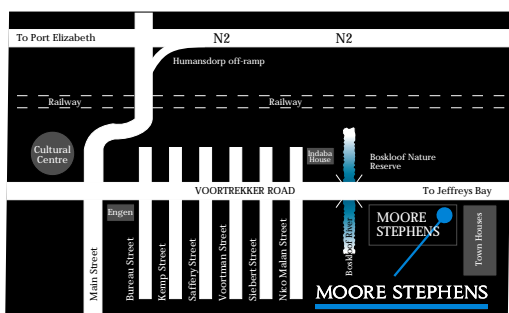 To Port Elizabeth
N2
N2
Humansdorp off-ramp
Railway
Railway
Cultural
Centre
Indaba
House
Boskloof Nature
Reserve
VOORTREKKER ROAD
To Jeffreys Bay
Engen
Main Street
Bureau Street
Kemp Street
Saffery Street
Voortman Street
Siebert Street
Nico Malan Street
Boskloof River
MOORE
STEPHENS
Town Houses
MOORE STEPHENS